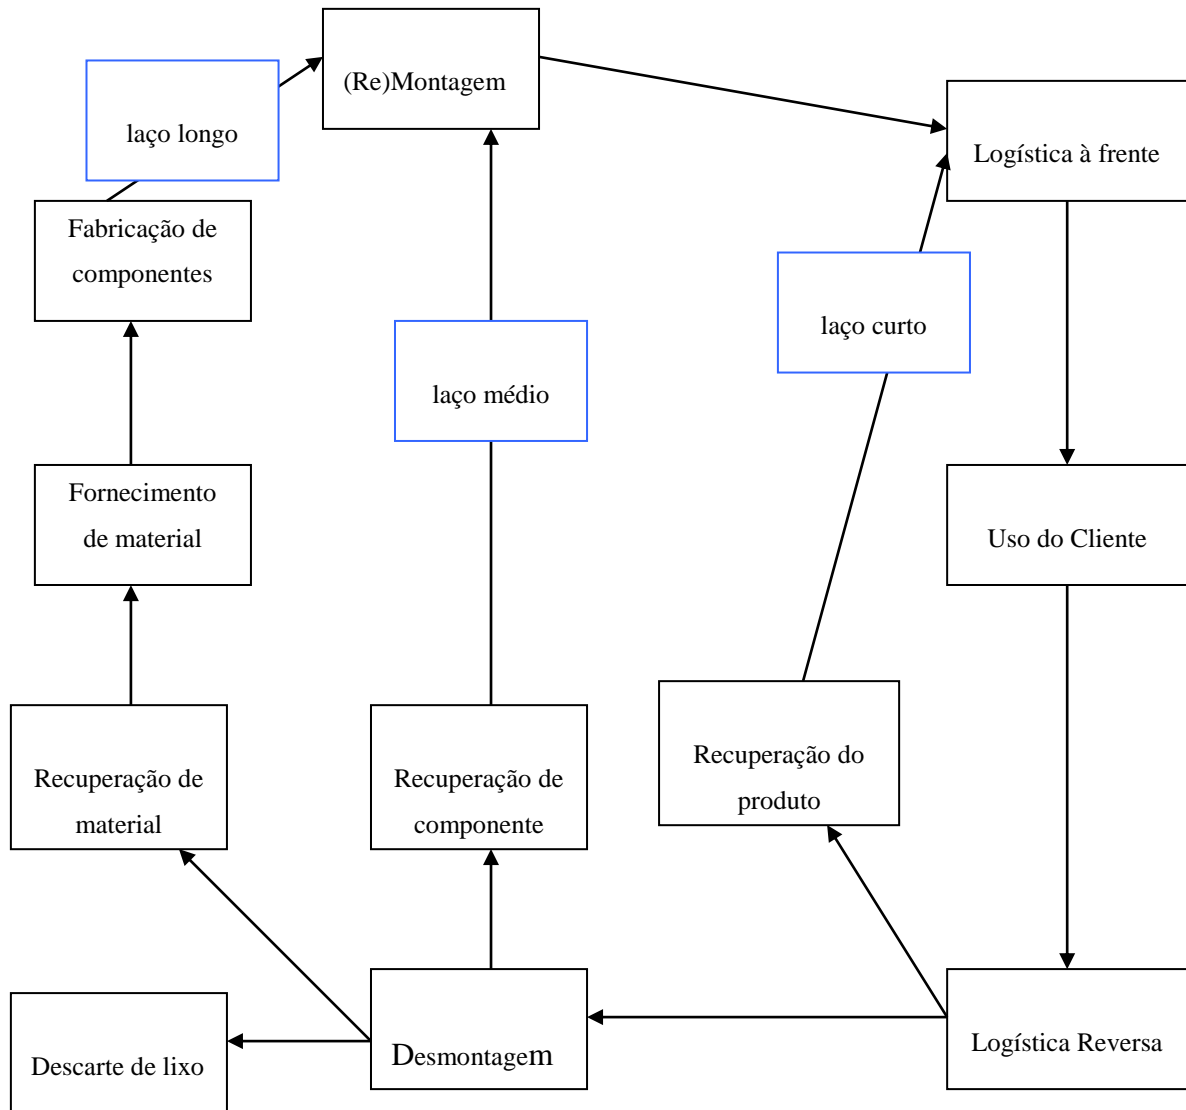 (Re)Montagem
laço longo
Logística à frente
Fabricação de
componentes
laço curto
laço médio
Fornecimento
de material
Uso do Cliente
Recuperação do
produto
Recuperação de
material
Recuperação de
componente
Desmontagem
Logística Reversa
Descarte de lixo